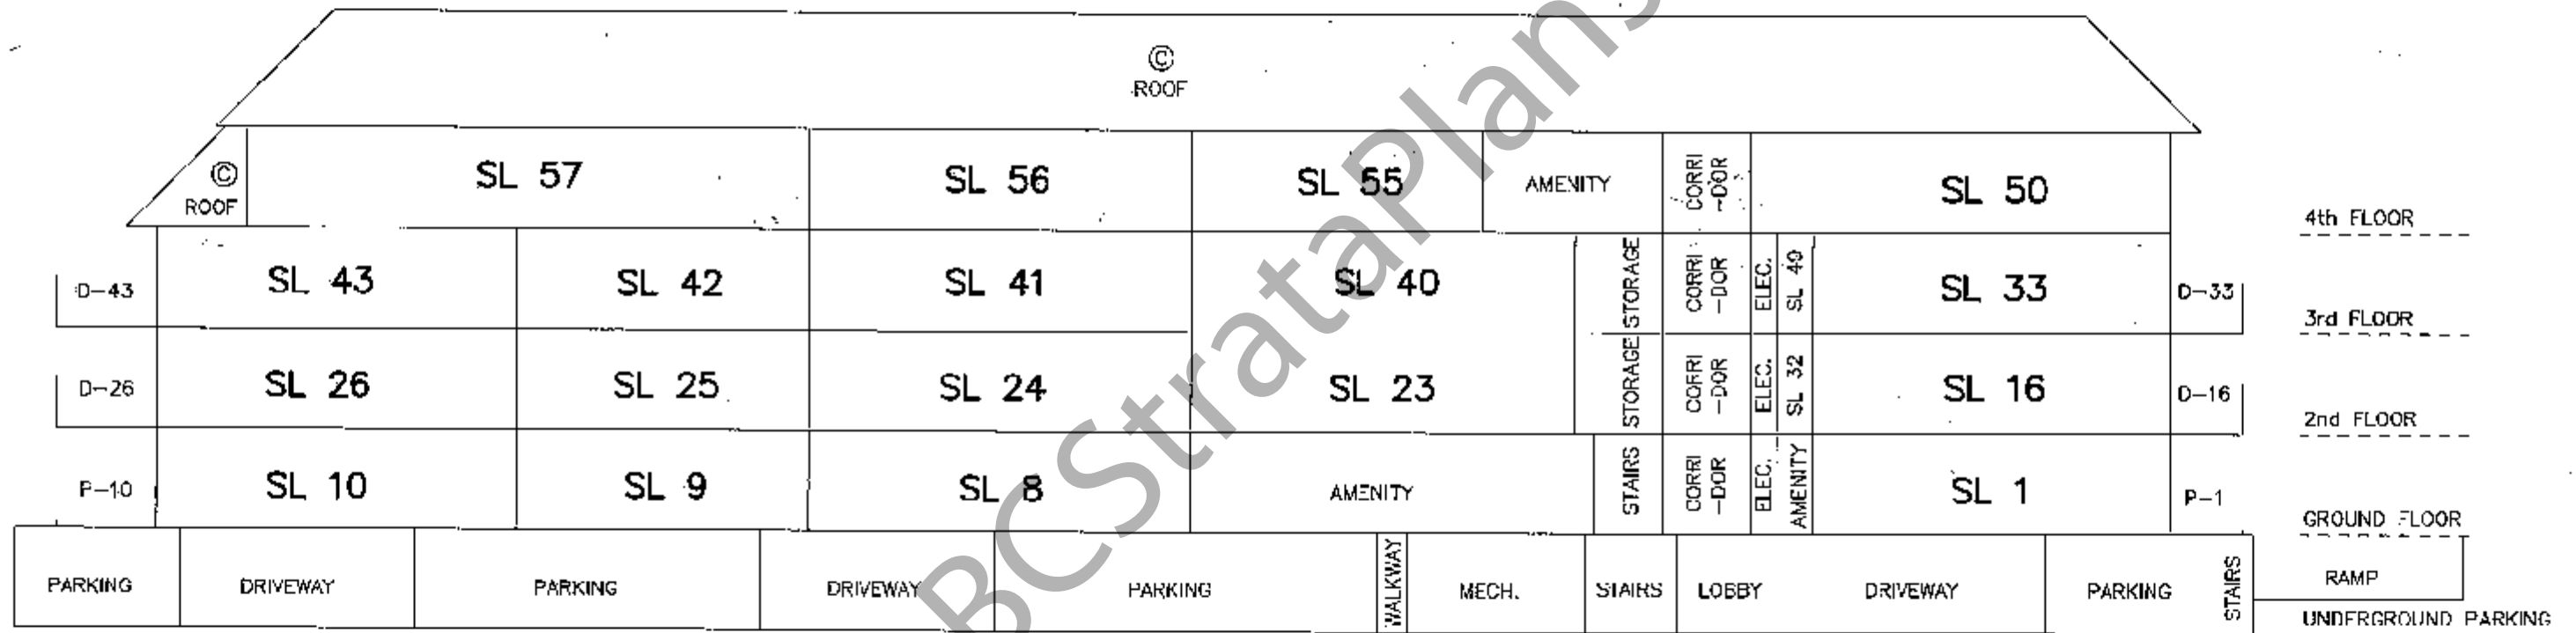 ©
ROOF
©
ROOF
SL 57
SL 56
SL 55
AMENITY
CORRI
-DOR
SL 50
4th FLOOR
D-43
SL 43
SL 42
SL 41
SL 40
STORAGE
CORRI
-DOR
ELEC.
SL 49
SL 33
D-33
3rd FLOOR
D-26
SL 26
SL 25
SL 24
SL 23
STORAGE
CORRI
-DOR
ELEC.
SL 32
SL 16
D-16
2nd FLOOR
P-10
SL 10
SL 9
SL 8
AMENITY
STAIRS
CORRI
-DOR
ELEC.
AMENITY
SL 1
P-1
GROUND FLOOR
PARKING
DRIVEWAY
PARKING
DRIVEWAY
PARKING
WALKWAY
MECH.
STAIRS
LOBBY
DRIVEWAY
PARKING
STAIRS
RAMP
UNDERGROUND PARKING
BCStrataPlans